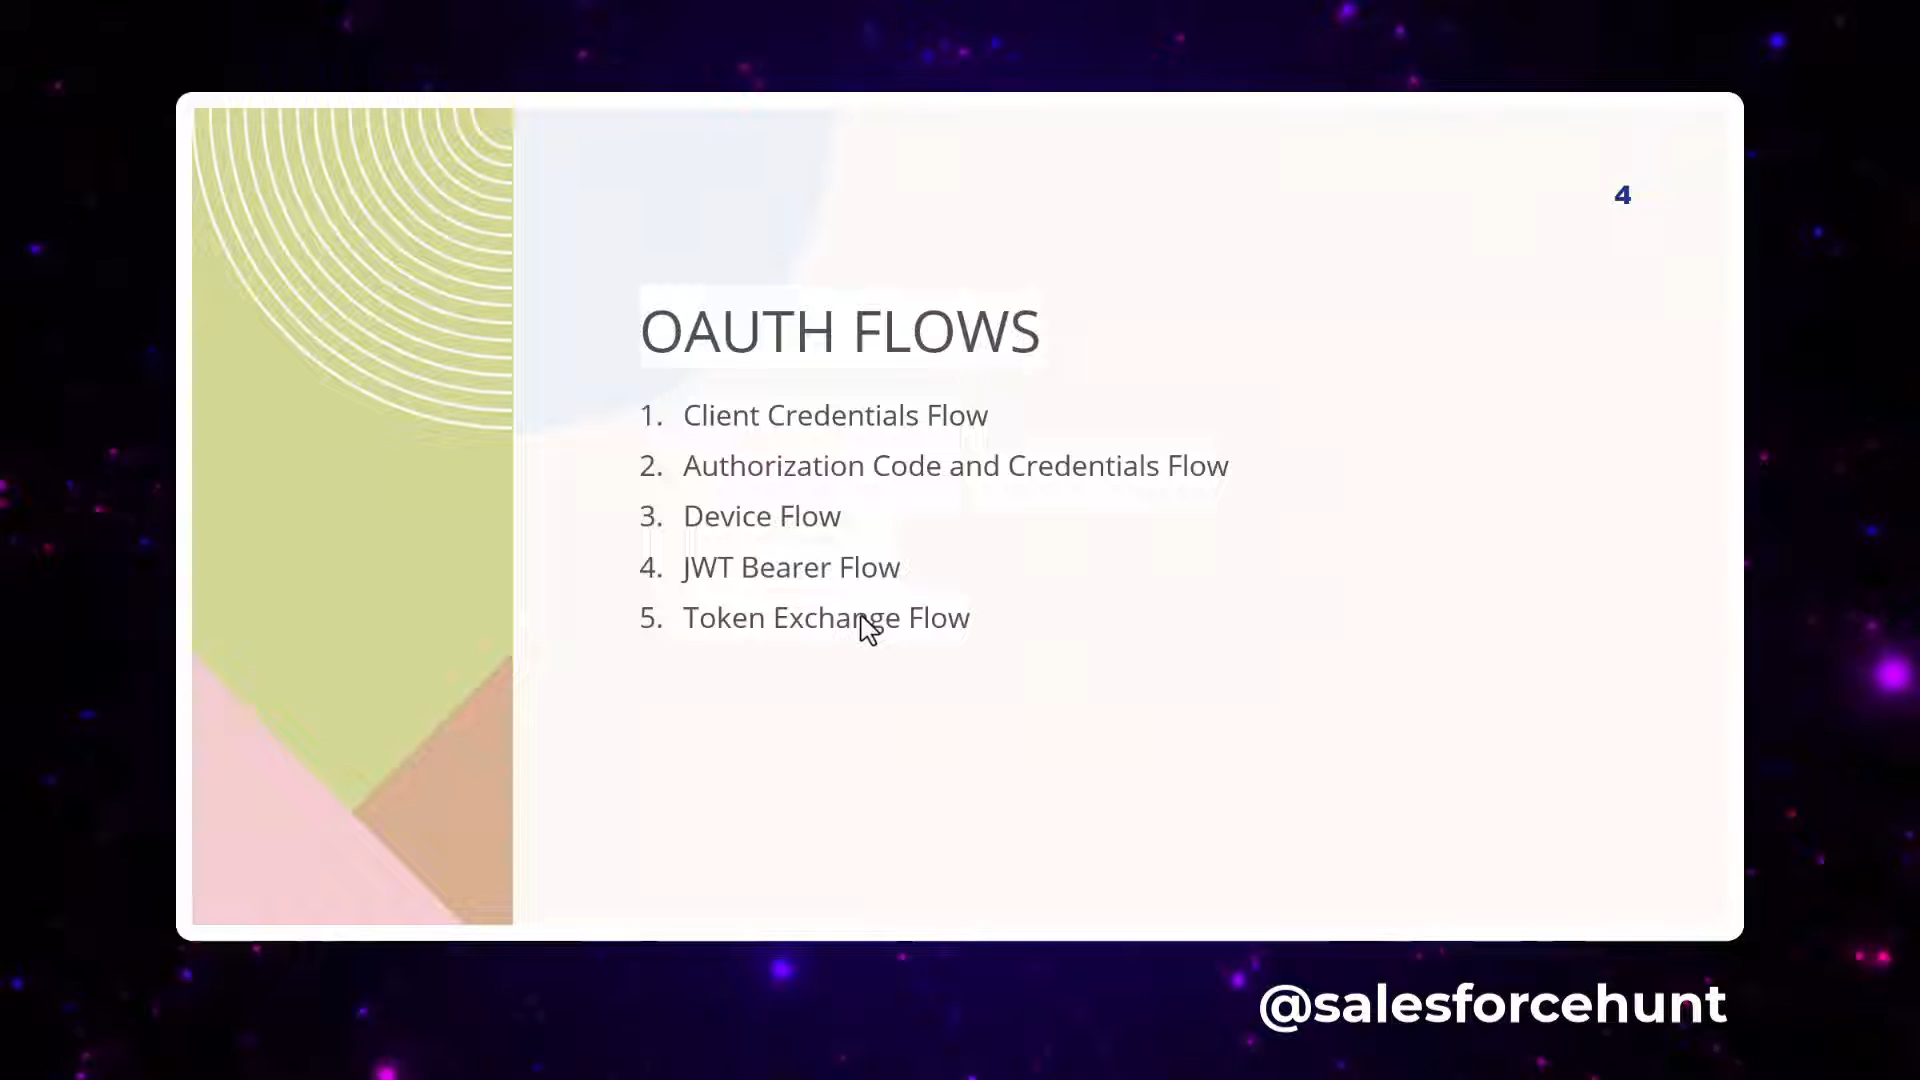 4
OAUTH FLOWS
1. Client Credentials Flow
2. Authorization Code and Credentials Flow
3. Device Flow
4. JWT Bearer Flow
5. Token Exchange Flow
@salesforcehunt